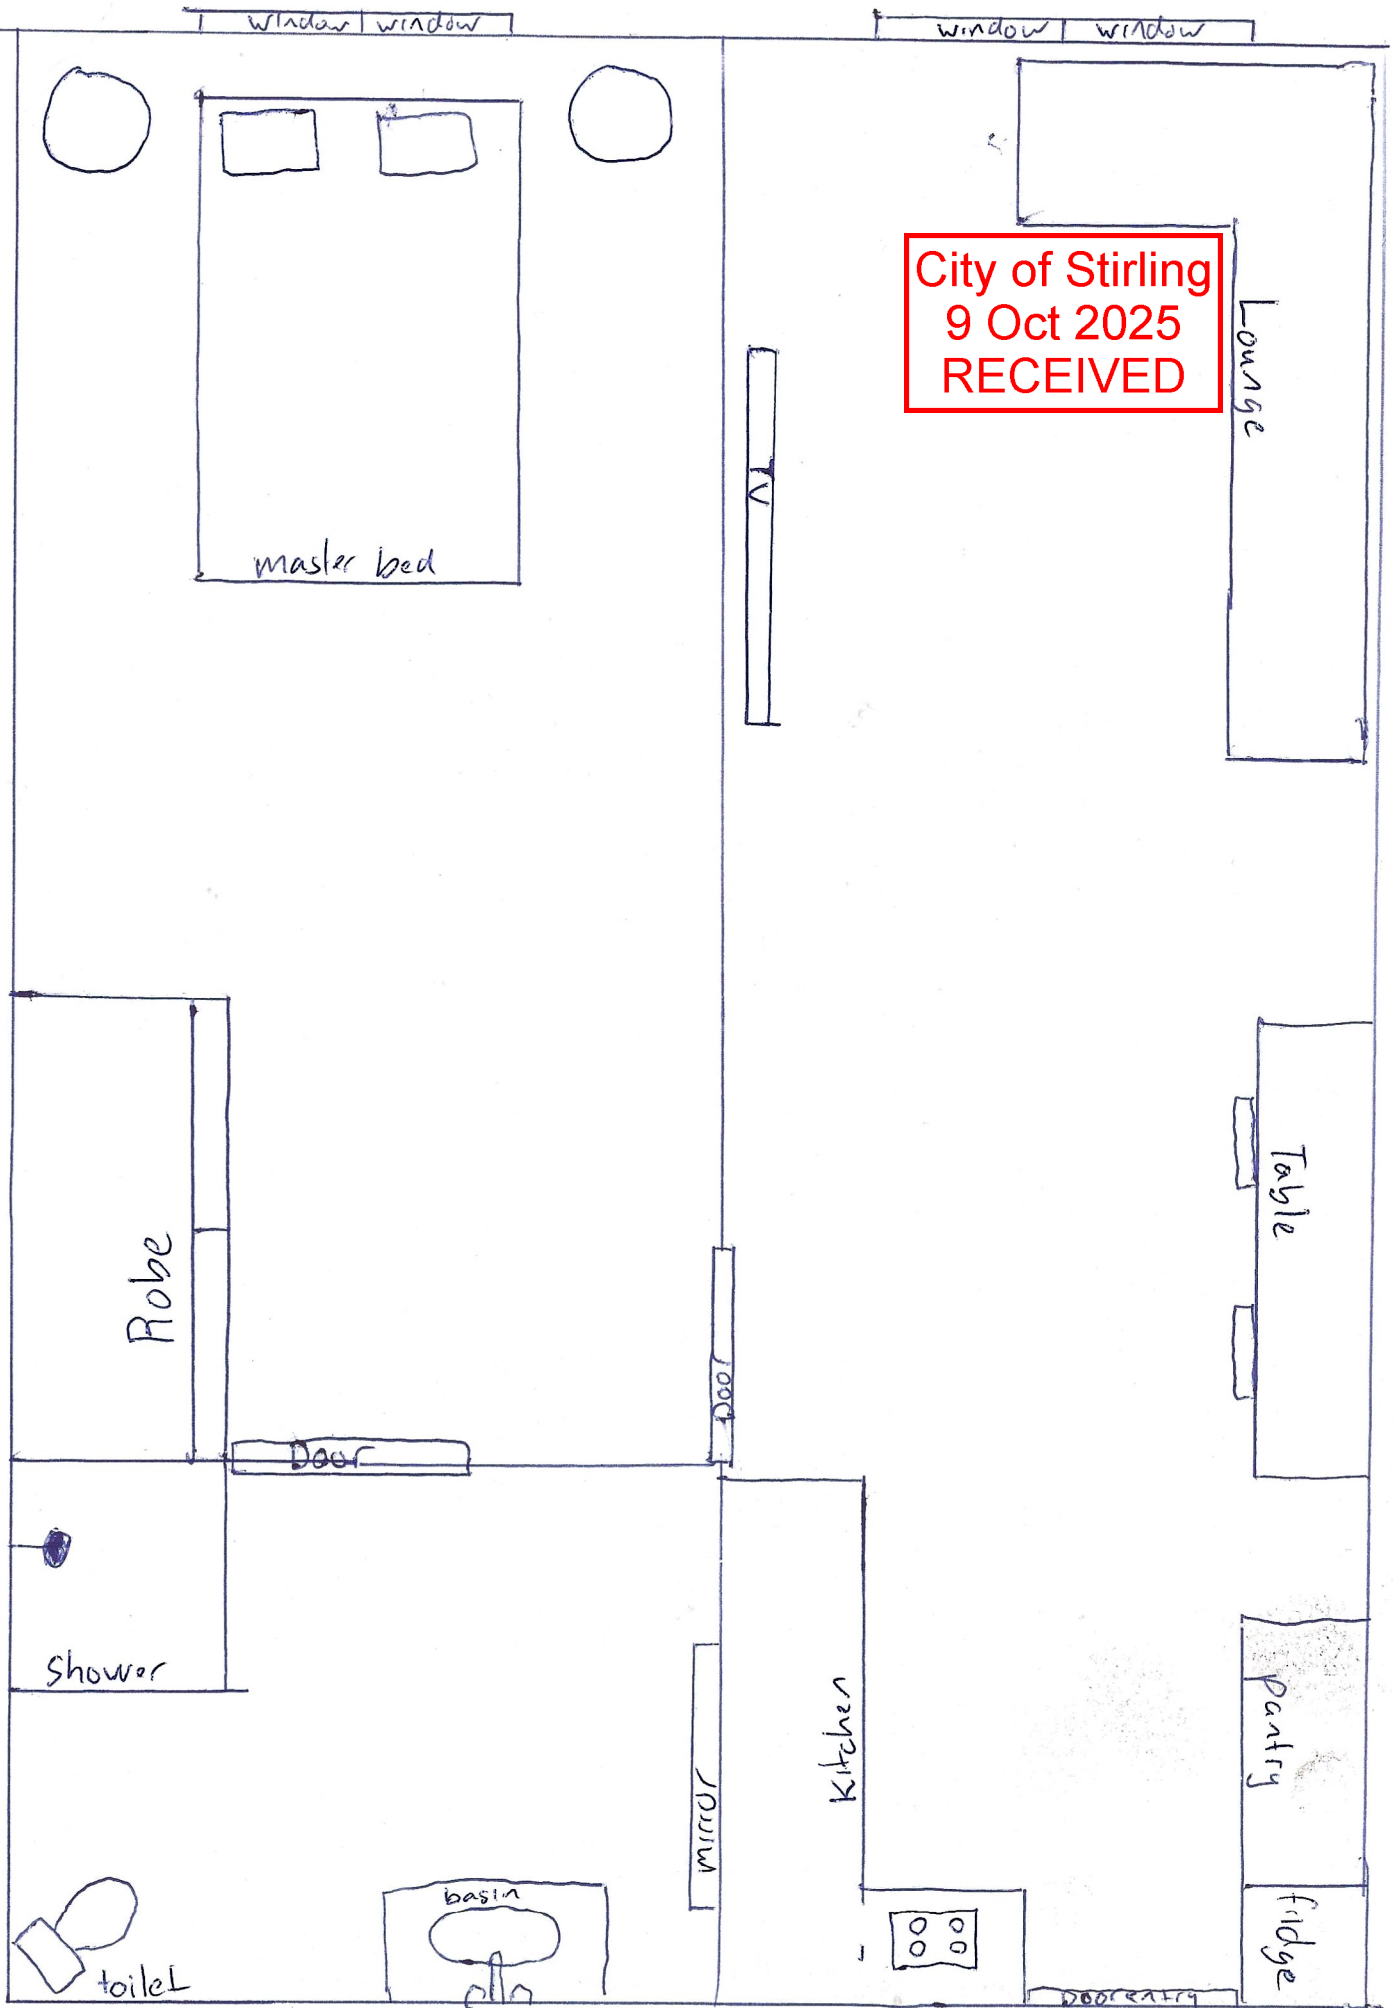 window window
window window
City of Stirling
9 Oct 2025
RECEIVED
Lounge
TV
master bed
Table
Robe
Door
Door
shower
Kitchen
pantry
mirror
basin
fridge
toilet
Door entry